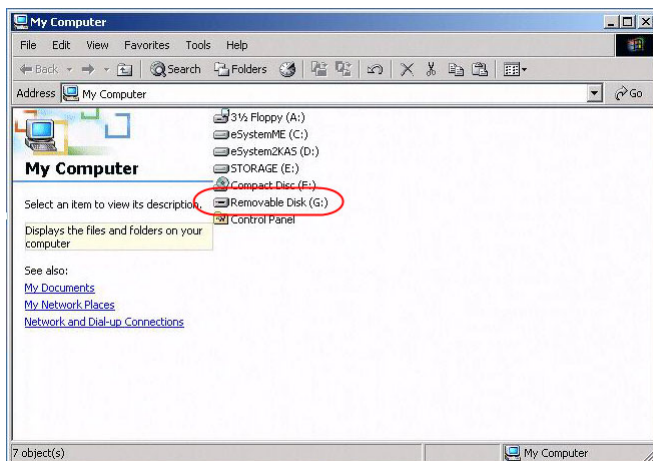 My Computer
File Edit View Favorites Tools Help
Back Search Folders
Address My Computer Go
3½ Floppy (A:)
eSystemME (C:)
eSystem2KAS (D:)
STORAGE (E:)
Compact Disc (F:)
Removable Disk (G:)
Control Panel
My Computer
Select an item to view its description.
Displays the files and folders on your
computer
See also:
My Documents
My Network Places
Network and Dial-up Connections
7 object(s)
My Computer